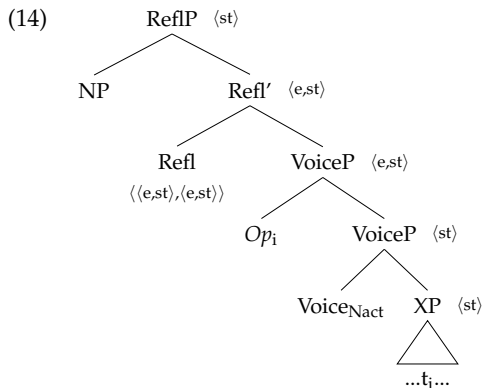 (14) ReflP ⟨st⟩
NP Refl’ ⟨e,st⟩
Refl VoiceP ⟨e,st⟩
⟨⟨e,st⟩,⟨e,st⟩⟩
Opi VoiceP ⟨st⟩
VoiceNact XP ⟨st⟩
...ti...